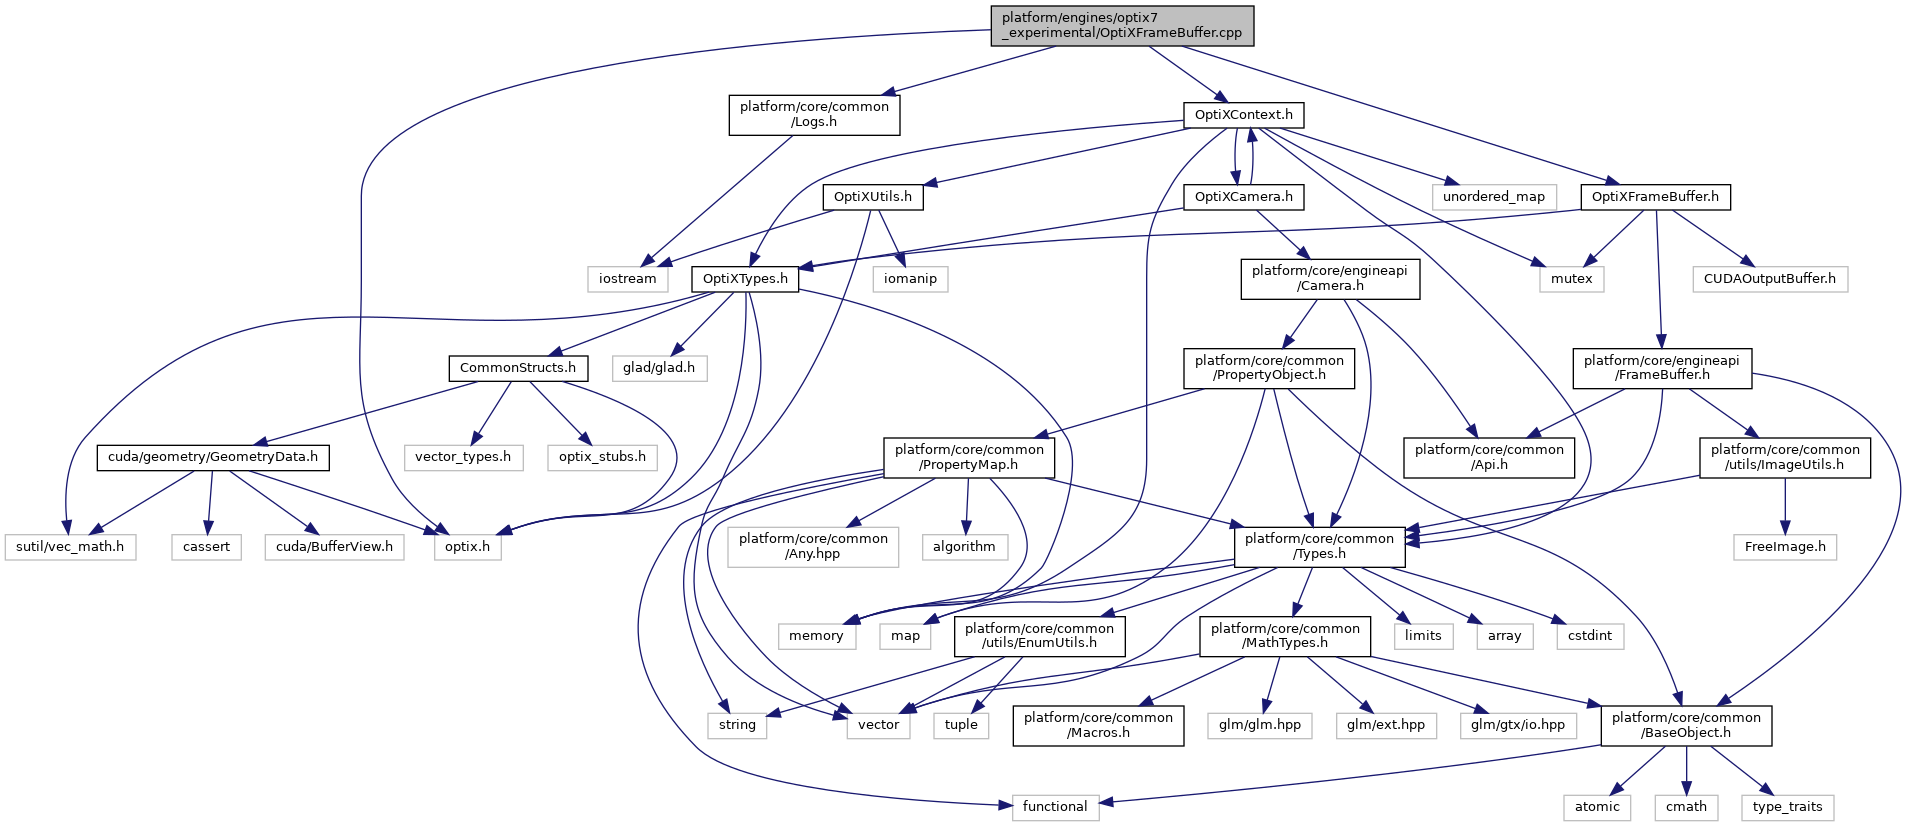 platform/engines/optix7
_experimental/OptiXFrameBuffer.cpp
platform/core/common
/Logs.h
OptiXContext.h
OptiXUtils.h
OptiXCamera.h
unordered_map
OptiXFrameBuffer.h
iostream
OptiXTypes.h
iomanip
platform/core/engineapi
/Camera.h
mutex
CUDAOutputBuffer.h
CommonStructs.h
glad/glad.h
platform/core/common
/PropertyObject.h
platform/core/engineapi
/FrameBuffer.h
cuda/geometry/GeometryData.h
vector_types.h
optix_stubs.h
platform/core/common
/PropertyMap.h
platform/core/common
/Api.h
platform/core/common
/utils/ImageUtils.h
sutil/vec_math.h
cassert
cuda/BufferView.h
optix.h
platform/core/common
/Any.hpp
algorithm
platform/core/common
/Types.h
FreeImage.h
memory
map
platform/core/common
/utils/EnumUtils.h
platform/core/common
/MathTypes.h
limits
array
cstdint
string
vector
tuple
platform/core/common
/Macros.h
glm/glm.hpp
glm/ext.hpp
glm/gtx/io.hpp
platform/core/common
/BaseObject.h
functional
atomic
cmath
type_traits